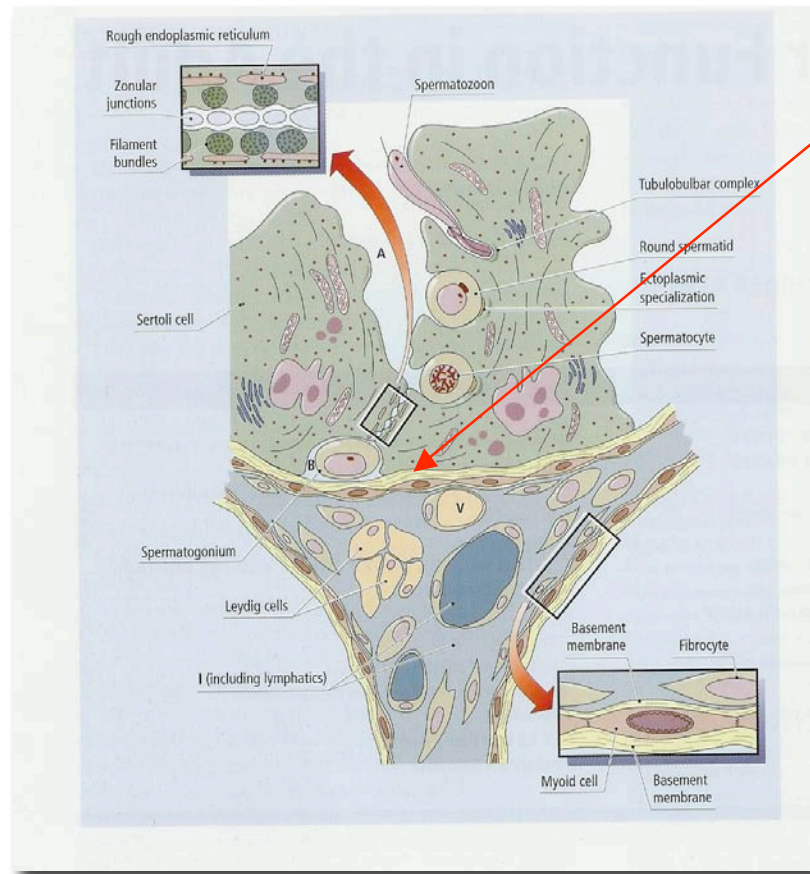 Rough endoplasmic reticulum
Zonular
junctions
Filament
bundles
Spermatozoon
Tubulobulbar complex
A
Round spermatid
Ectoplasmic
specialization
Sertoli cell
Spermatocyte
B
V
Spermatogonium
Leydig cells
I (including lymphatics)
Basement
membrane
Fibrocyte
Myoid cell
Basement
membrane